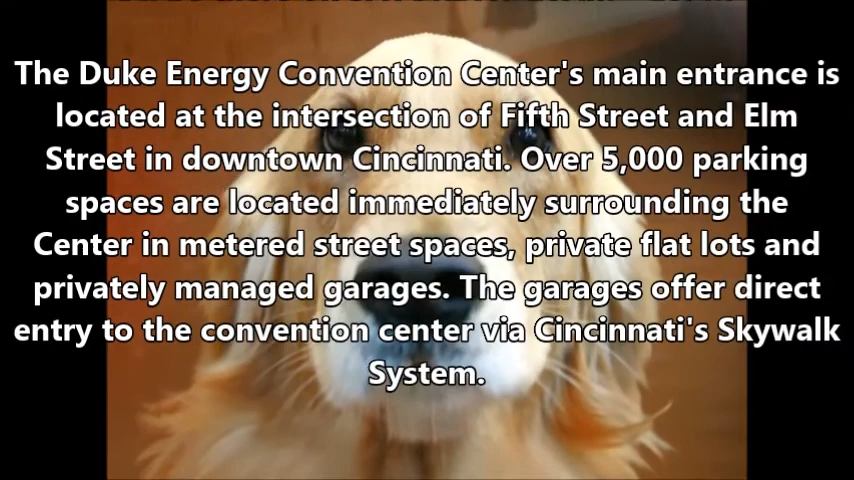 The Duke Energy Convention Center's main entrance is
located at the intersection of Fifth Street and Elm
Street in downtown Cincinnati. Over 5,000 parking
spaces are located immediately surrounding the
Center in metered street spaces, private flat lots and
privately managed garages. The garages offer direct
entry to the convention center via Cincinnati's Skywalk
System.